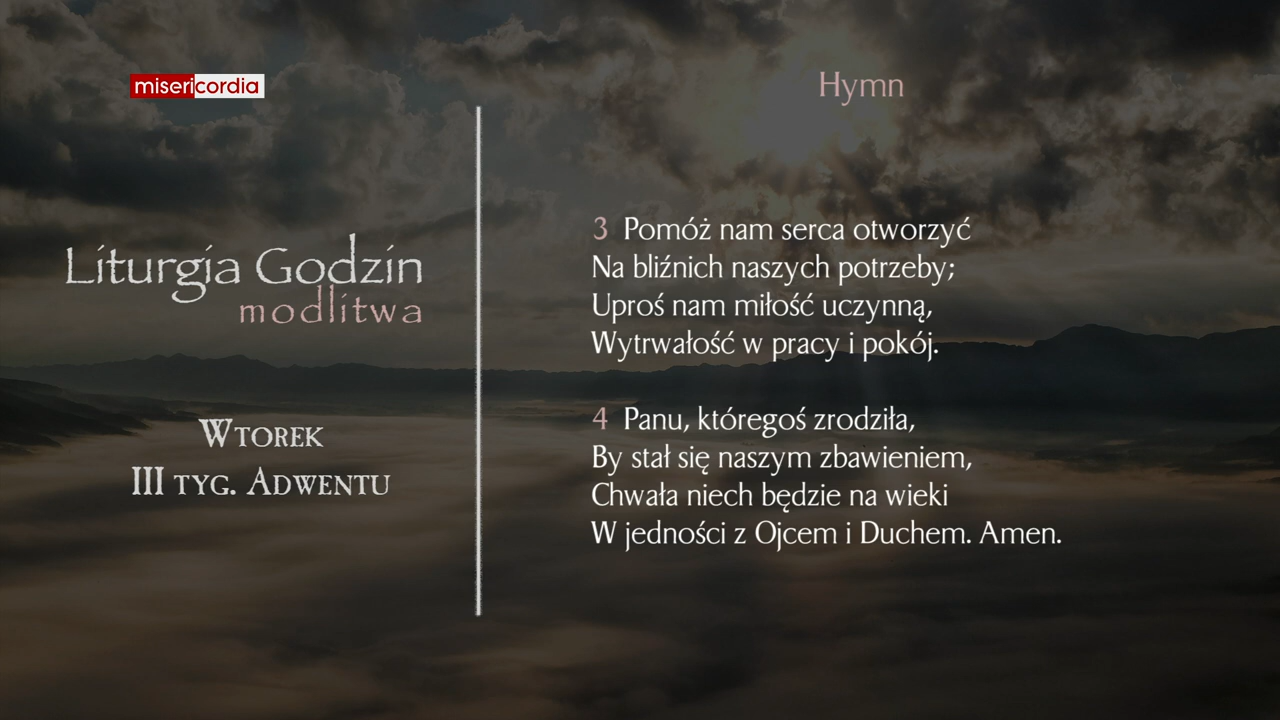 misericordia
Liturgia Godzin
modlitwa
Wtorek
III tyg. Adwentu
Hymn
3 Pomóż nam serca otworzyć
Na bliźnich naszych potrzeby;
Uproś nam miłość uczynną,
Wytrwałość w pracy i pokój.
4 Panu, któregoś zrodziła,
By stał się naszym zbawieniem,
Chwała niech będzie na wieki
W jedności z Ojcem i Duchem. Amen.